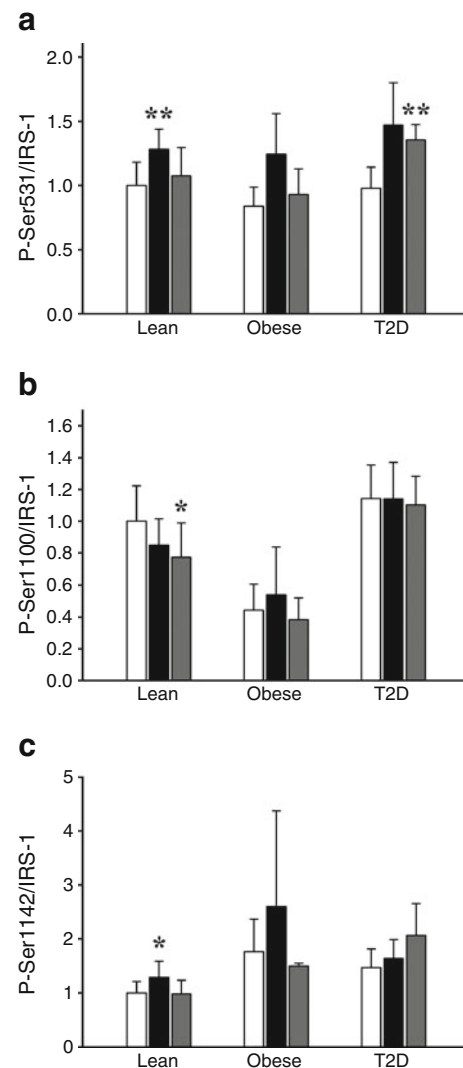 a
P-Ser531/IRS-1
2.0
1.5
1.0
0.5
0.0
**
**
Lean Obese T2D
b
P-Ser1100/IRS-1
1.6
1.4
1.2
1.0
0.8
0.6
0.4
0.2
0.0
*
Lean Obese T2D
c
P-Ser1142/IRS-1
5
4
3
2
1
0
*
Lean Obese T2D